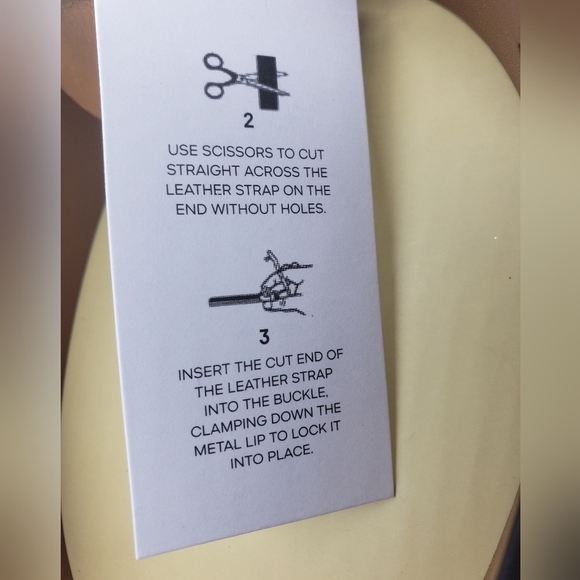 2
USE SCISSORS TO CUT
STRAIGHT ACROSS THE
LEATHER STRAP ON THE
END WITHOUT HOLES.
3
INSERT THE CUT END OF
THE LEATHER STRAP
INTO THE BUCKLE,
CLAMPING DOWN THE
METAL LIP TO LOCK IT
INTO PLACE.